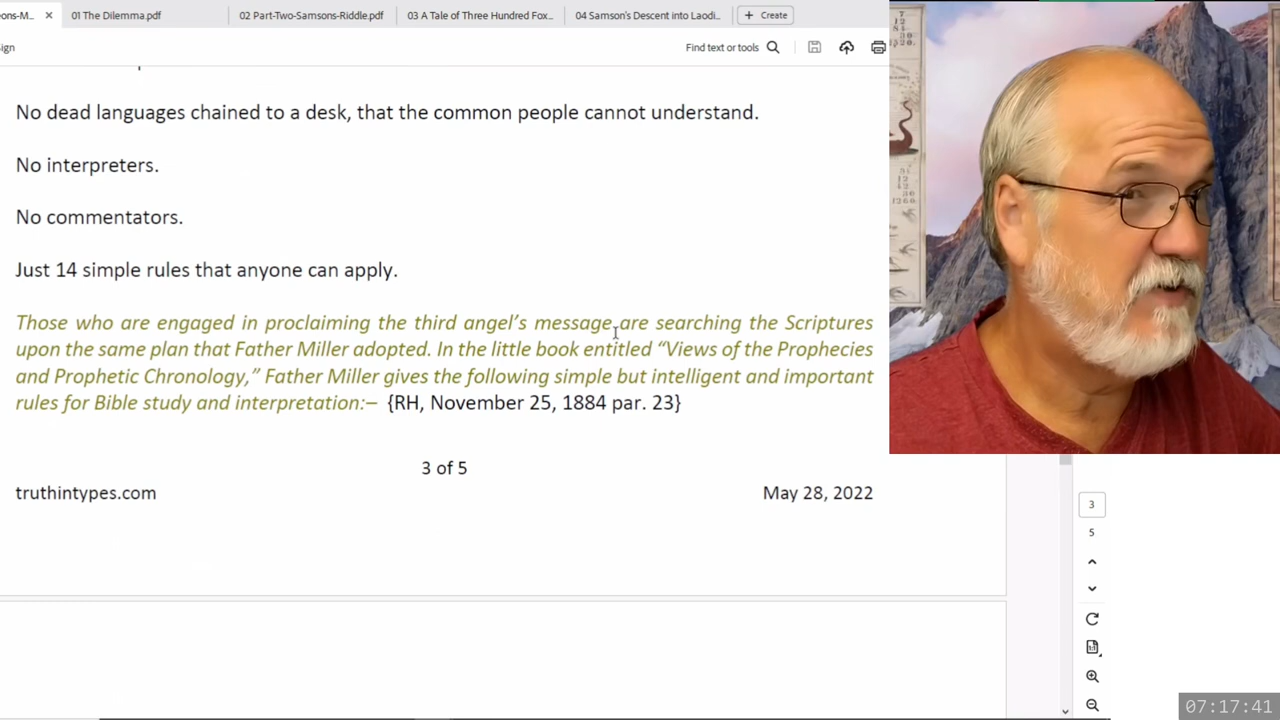 ons-M...
01 The Dilemma.pdf
02 Part-Two-Samsons-Riddle.pdf
03 A Tale of Three Hundred Fox...
04 Samson's Descent into Laodi...
+ Create
ign
Find text or tools
No dead languages chained to a desk, that the common people cannot understand.
No interpreters.
No commentators.
Just 14 simple rules that anyone can apply.
Those who are engaged in proclaiming the third angel's message are searching the Scriptures
upon the same plan that Father Miller adopted. In the little book entitled “Views of the Prophecies
and Prophetic Chronology,” Father Miller gives the following simple but intelligent and important
rules for Bible study and interpretation:– {RH, November 25, 1884 par. 23}
3 of 5
truthintypes.com
May 28, 2022
3
5
07:17:41